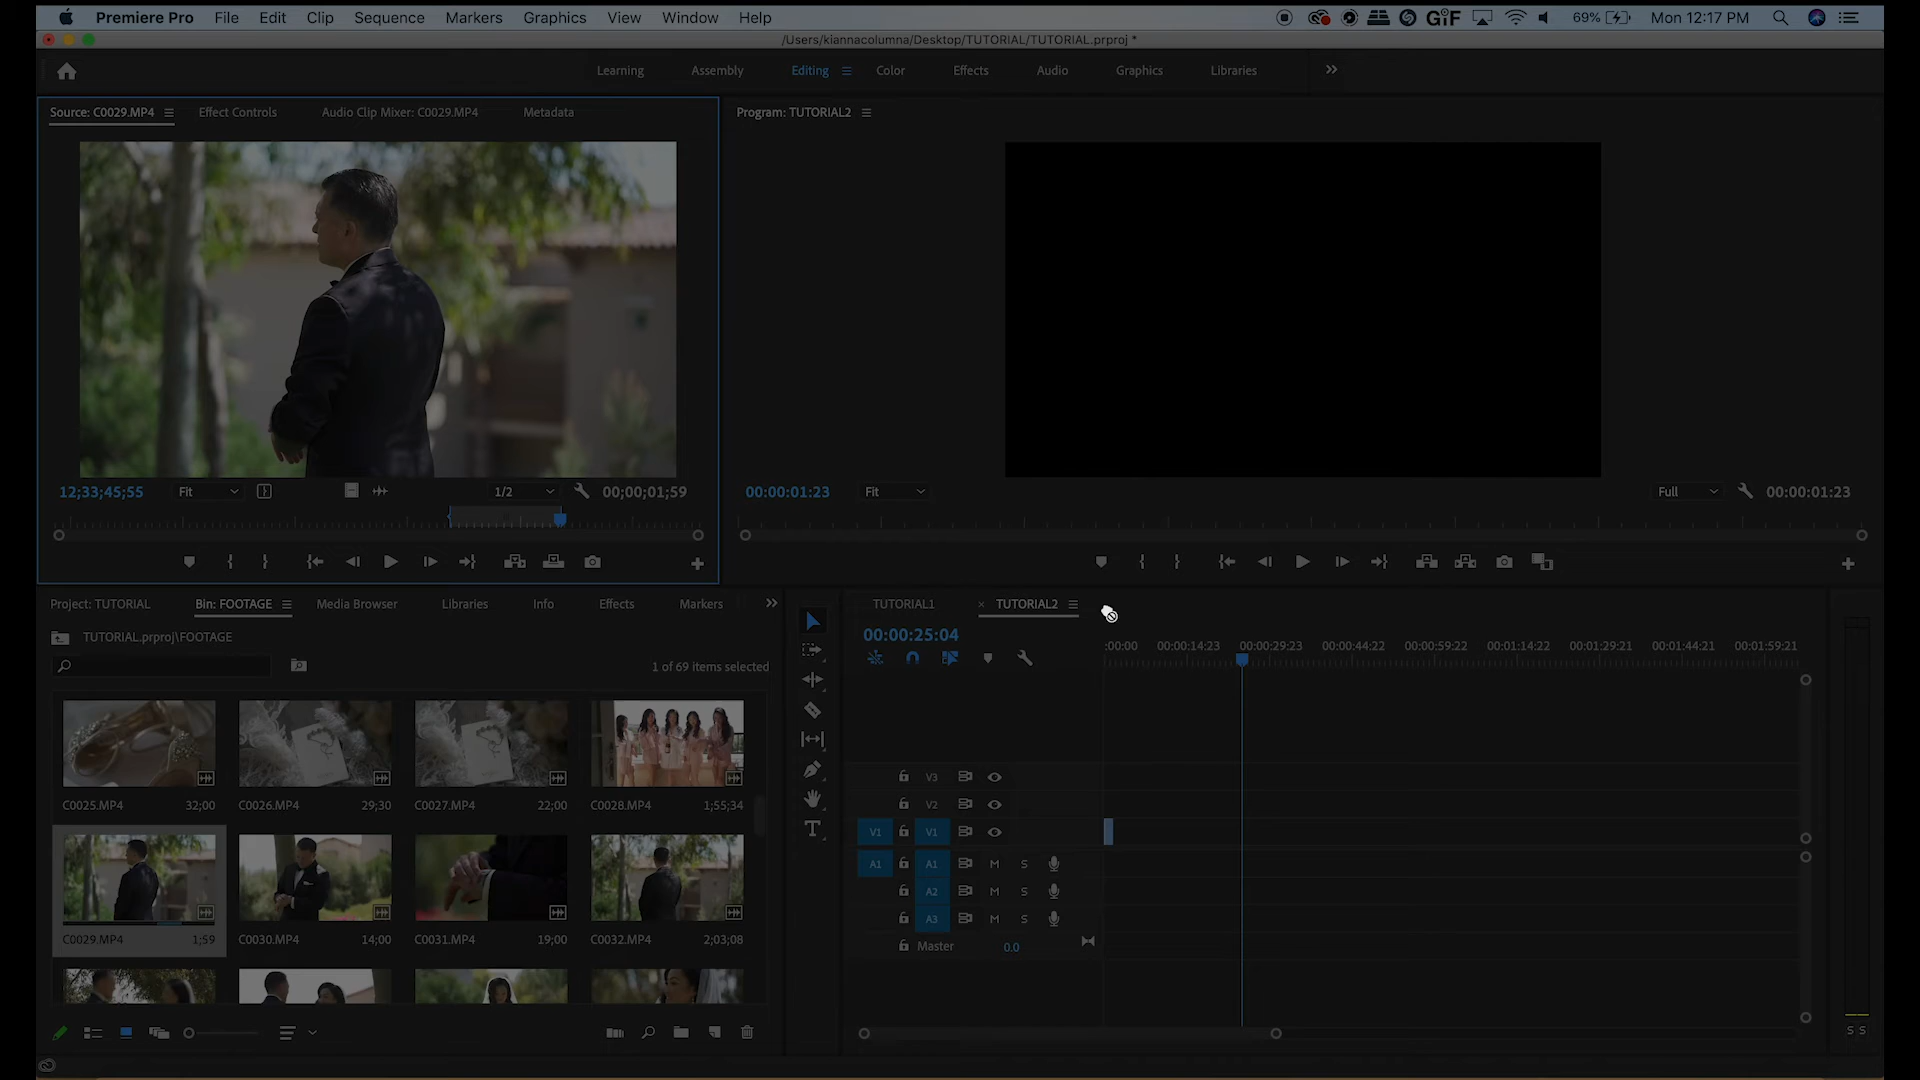 Premiere Pro File Edit Clip Sequence Markers Graphics View Window Help GiF 69% Mon 12:17 PM
/Users/kiannacolumna/Desktop/TUTORIAL/TUTORIAL.prproj *
Learning Assembly Editing Color Effects Audio Graphics Libraries
Source: C0029.MP4 Effect Controls Audio Clip Mixer: C0029.MP4 Metadata
Program: TUTORIAL2
12;33;45;55 Fit 1/2 00;00;01;59
00:00:01:23 Fit Full 00:00:01:23
Project: TUTORIAL Bin: FOOTAGE Media Browser Libraries Info Effects Markers
TUTORIAL.prproj\FOOTAGE
1 of 69 items selected
C0025.MP4 32;00 C0026.MP4 29;30 C0027.MP4 22;00 C0028.MP4 1;55;34
C0029.MP4 1;59 C0030.MP4 14;00 C0031.MP4 19;00 C0032.MP4 2;03;08
TUTORIAL1 × TUTORIAL2
00:00:25:04
:00:00 00:00:14:23 00:00:29:23 00:00:44:22 00:00:59:22 00:01:14:22 00:01:29:21 00:01:44:21 00:01:59:21
V3
V2
V1 V1
A1 A1 M S
A2 M S
A3 M S
Master 0.0
S S